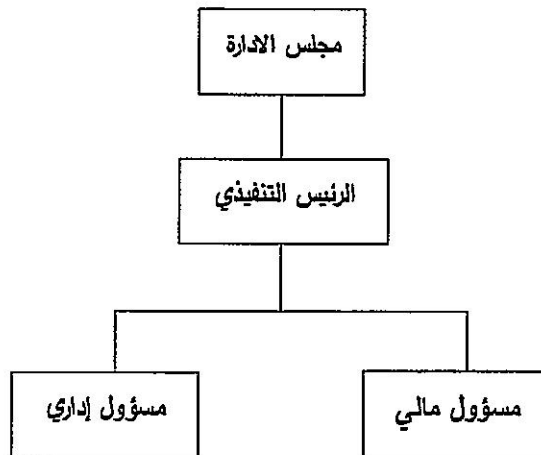 مجلس الادارة
الرئيس التنفيذي
مسؤول مالي
مسؤول إداري